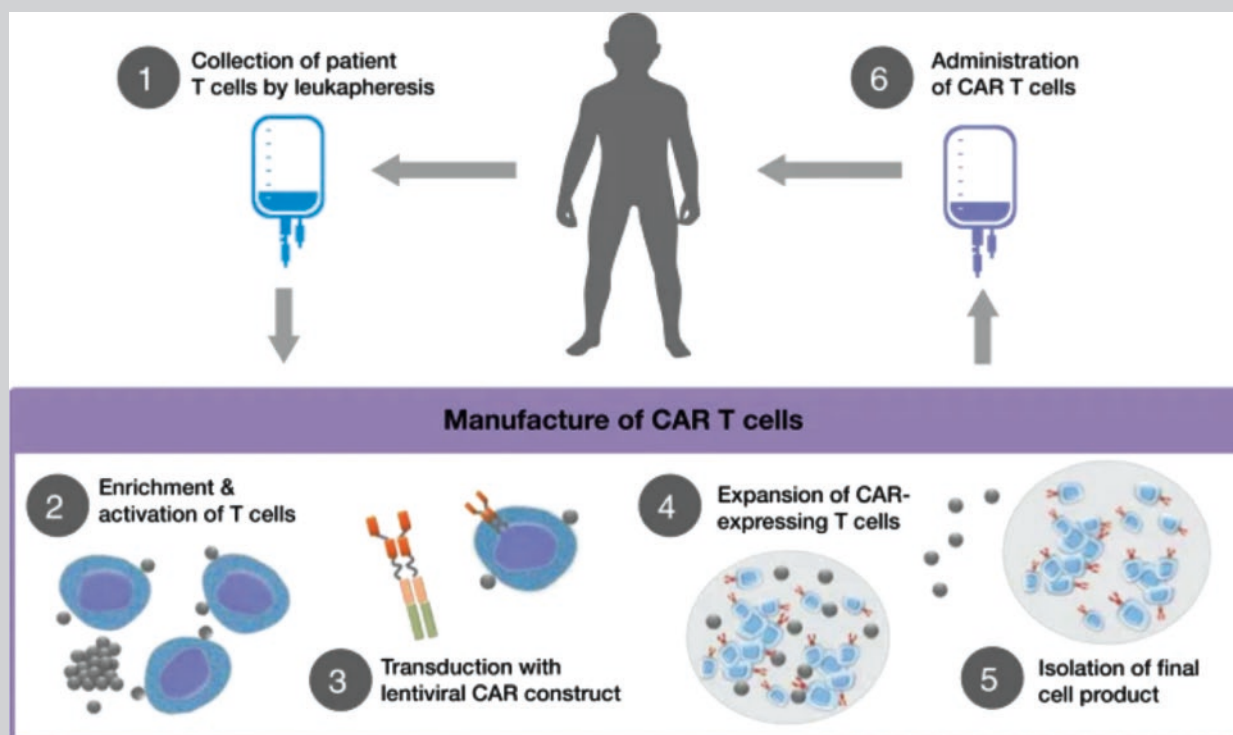 1
Collection of patient
T cells by leukapheresis
6
Administration
of CAR T cells
Manufacture of CAR T cells
2
Enrichment &
activation of T cells
3
Transduction with
lentiviral CAR construct
4
Expansion of CAR-
expressing T cells
5
Isolation of final
cell product